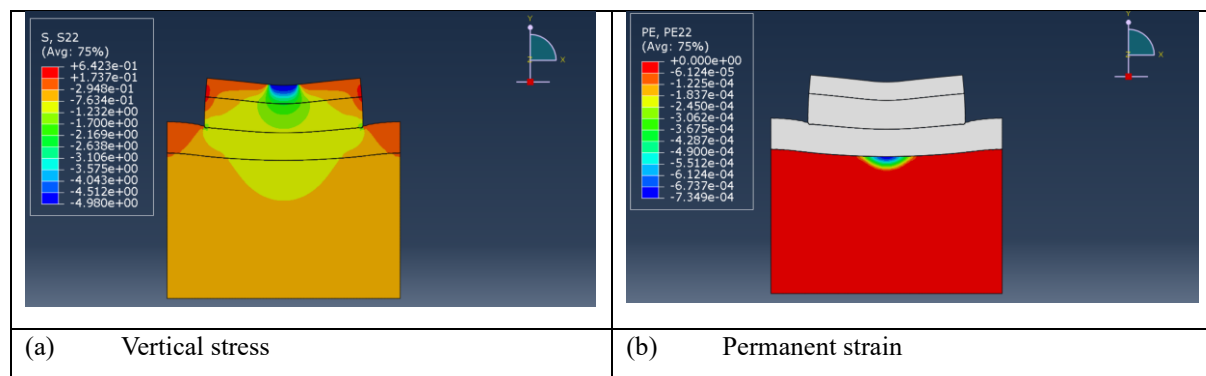 S, S22
(Avg: 75%)
+6.423e-01
+1.737e-01
-2.948e-01
-7.634e-01
-1.232e+00
-1.700e+00
-2.169e+00
-2.638e+00
-3.106e+00
-3.575e+00
-4.043e+00
-4.512e+00
-4.980e+00
Y
Z
X
PE, PE22
(Avg: 75%)
+0.000e+00
-6.124e-05
-1.225e-04
-1.837e-04
-2.450e-04
-3.062e-04
-3.675e-04
-4.287e-04
-4.900e-04
-5.512e-04
-6.124e-04
-6.737e-04
-7.349e-04
Y
Z
X
(a) Vertical stress
(b) Permanent strain